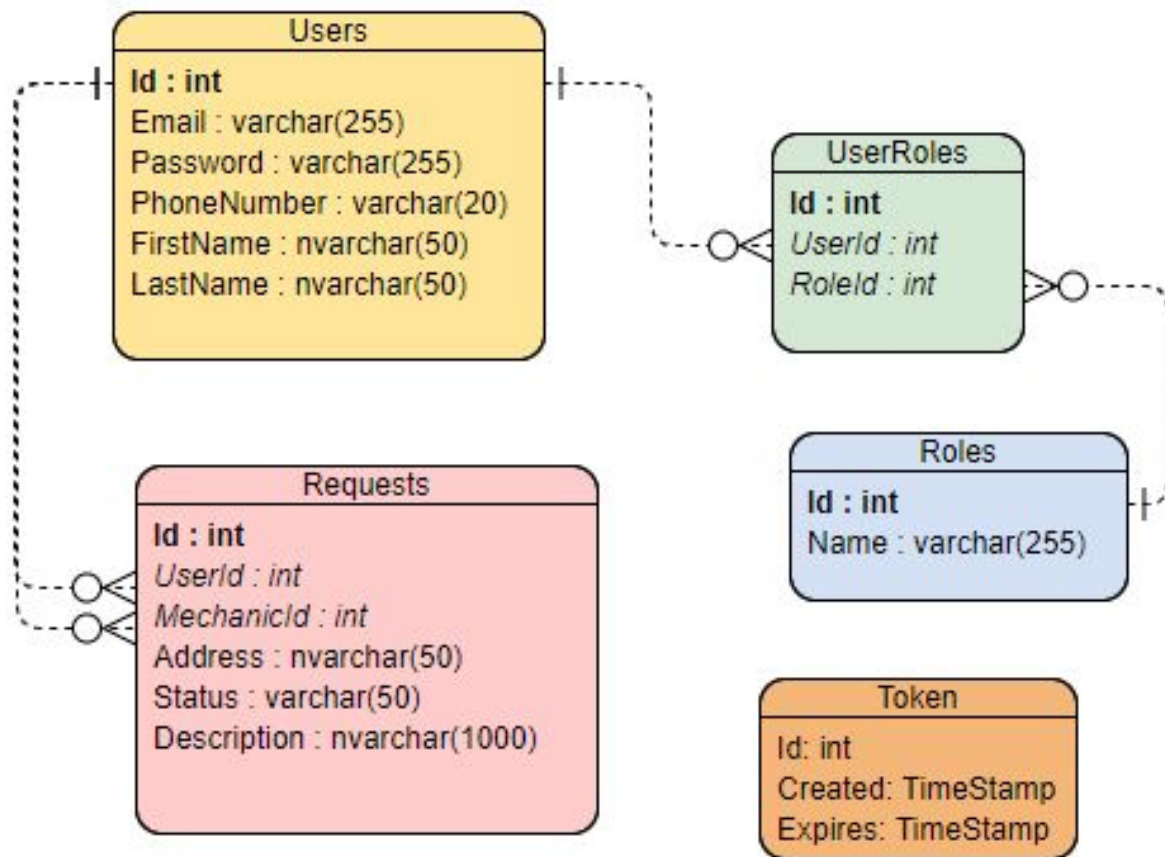 Users
Id : int
Email : varchar(255)
Password : varchar(255)
PhoneNumber : varchar(20)
FirstName : nvarchar(50)
LastName : nvarchar(50)
UserRoles
Id : int
UserId : int
RoleId : int
Requests
Id : int
UserId : int
MechanicId : int
Address : nvarchar(50)
Status : varchar(50)
Description : nvarchar(1000)
Roles
Id : int
Name : varchar(255)
Token
Id: int
Created: TimeStamp
Expires: TimeStamp